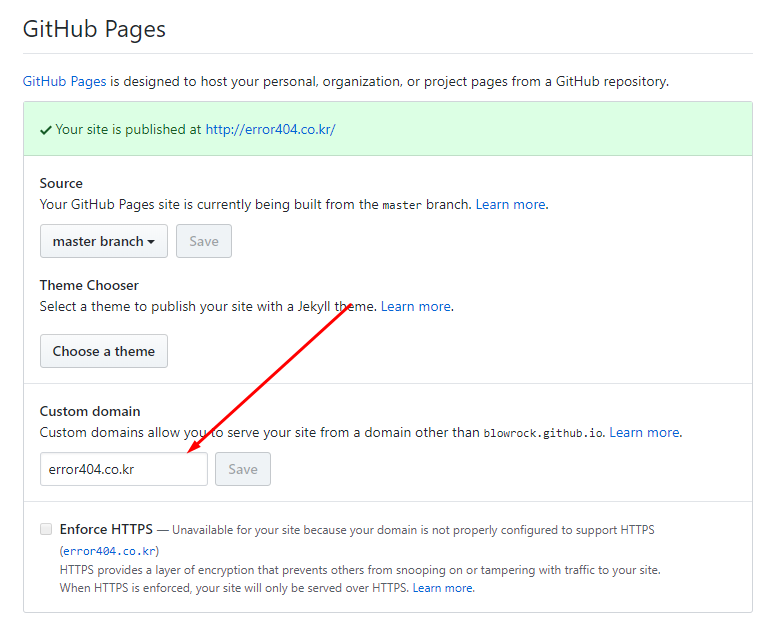 GitHub Pages
GitHub Pages is designed to host your personal, organization, or project pages from a GitHub repository.
Your site is published at http://error404.co.kr/
Source
Your GitHub Pages site is currently being built from the master branch. Learn more.
master branch Save
Theme Chooser
Select a theme to publish your site with a Jekyll theme. Learn more.
Choose a theme
Custom domain
Custom domains allow you to serve your site from a domain other than blowrock.github.io. Learn more.
error404.co.kr Save
Enforce HTTPS — Unavailable for your site because your domain is not properly configured to support HTTPS
(error404.co.kr)
HTTPS provides a layer of encryption that prevents others from snooping on or tampering with traffic to your site.
When HTTPS is enforced, your site will only be served over HTTPS. Learn more.